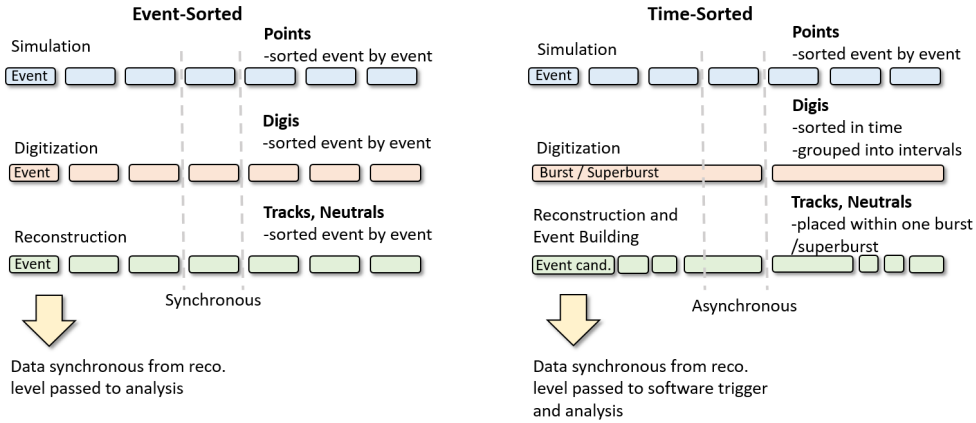 Event-Sorted
Simulation
Points
-sorted event by event
Event
Digitization
Digis
-sorted event by event
Event
Reconstruction
Tracks, Neutrals
-sorted event by event
Event
Synchronous
Data synchronous from reco.
level passed to analysis
Time-Sorted
Simulation
Points
-sorted event by event
Event
Digitization
Digis
-sorted in time
-grouped into intervals
Burst / Superburst
Reconstruction and
Event Building
Tracks, Neutrals
-placed within one burst
/superburst
Event cand.
Asynchronous
Data synchronous from reco.
level passed to software trigger
and analysis